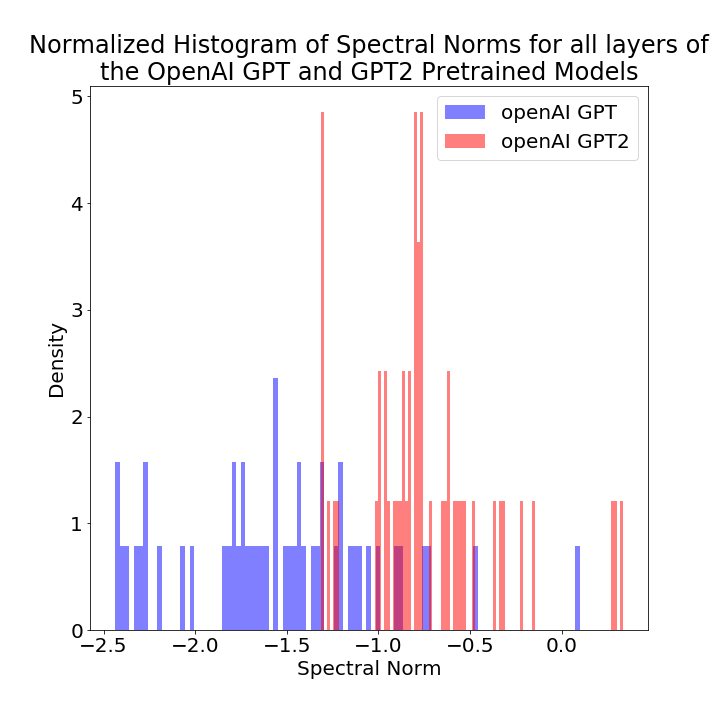 Normalized Histogram of Spectral Norms for all layers of
the OpenAI GPT and GPT2 Pretrained Models
openAI GPT
openAI GPT2
5
4
3
2
1
0
Density
−2.5 −2.0 −1.5 −1.0 −0.5 0.0
Spectral Norm